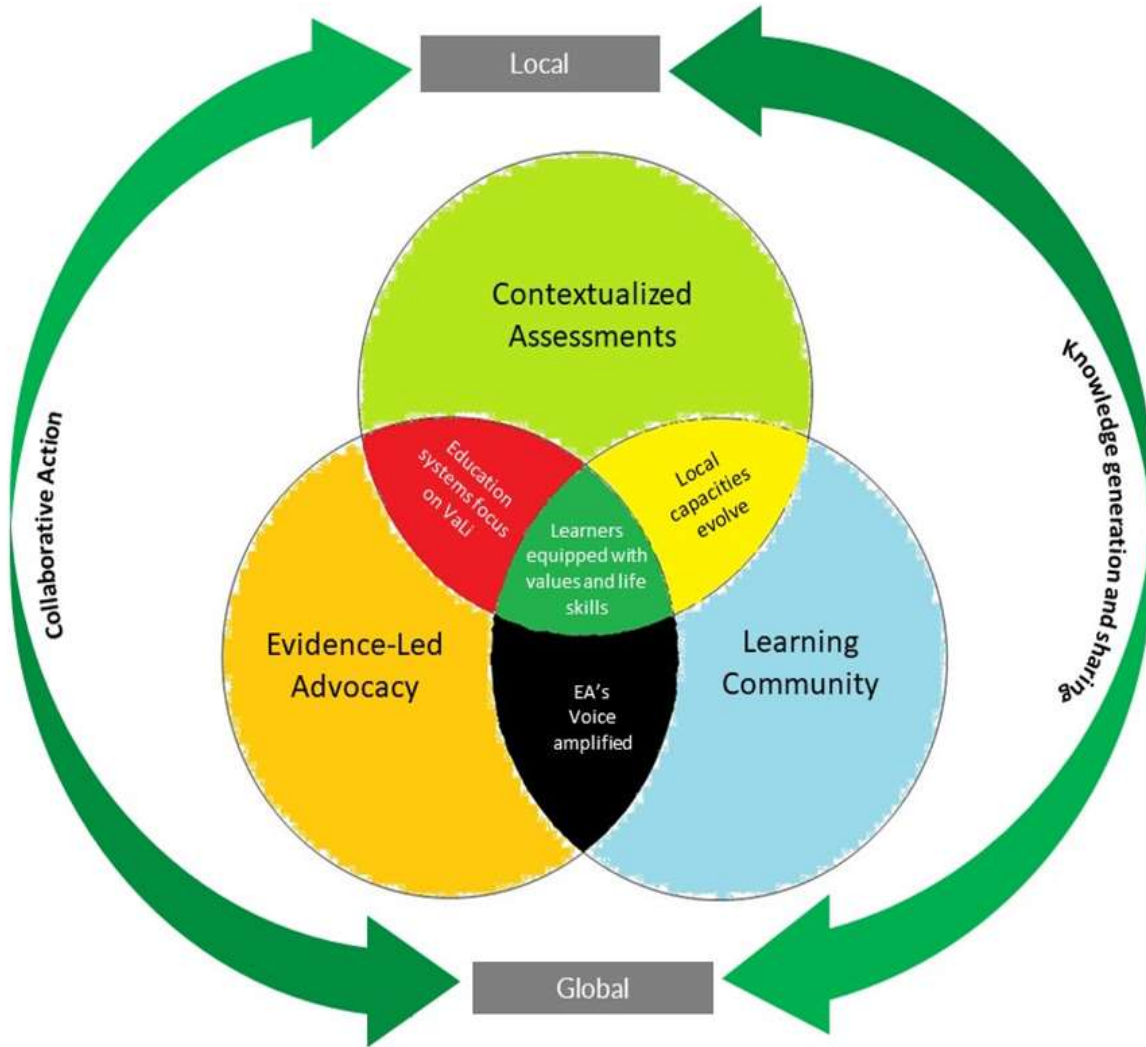 Local
Contextualized
Assessments
Collaborative Action
Knowledge generation and sharing
Education
systems focus
on VaLi
Local
capacities
evolve
Learners
equipped with
values and life
skills
Evidence-Led
Advocacy
Learning
Community
EA's
Voice
amplified
Global